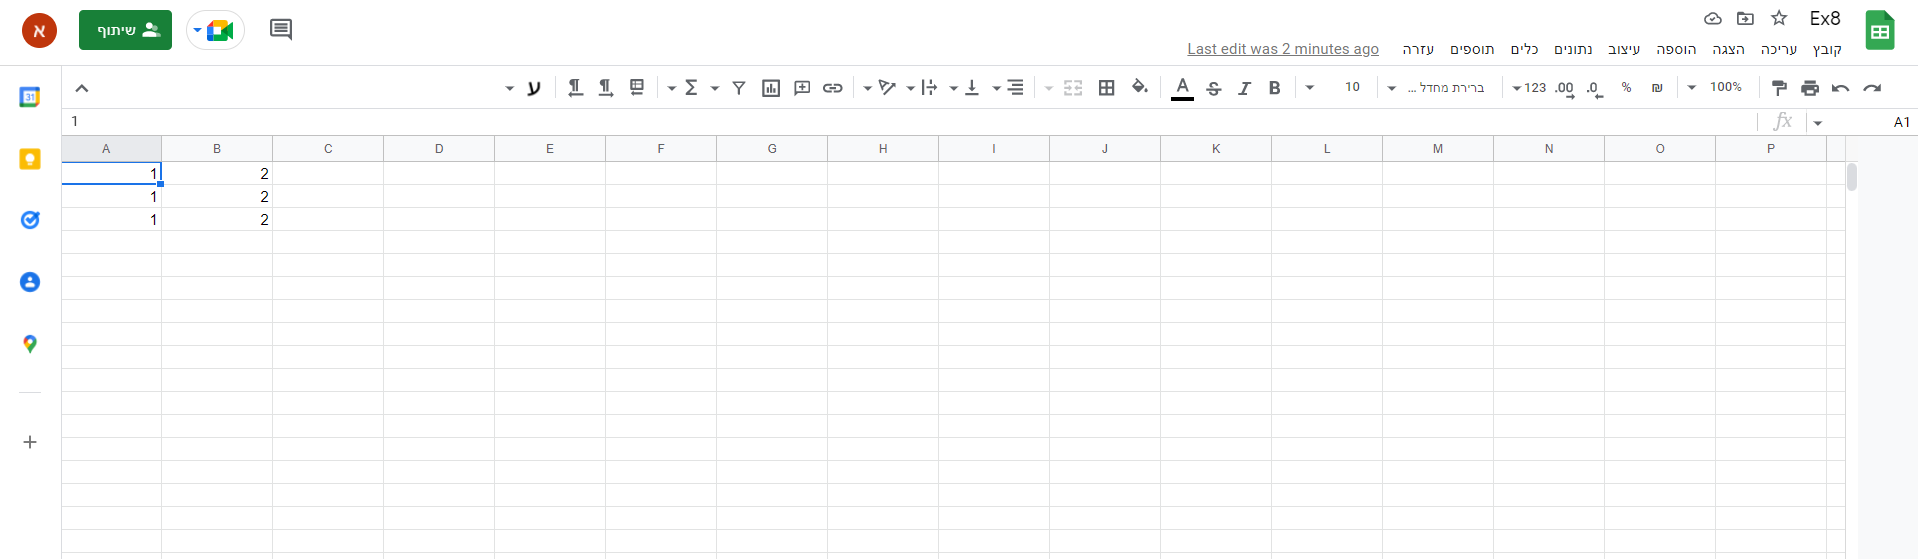 Ex8
קובץ עריכה הצגה הוספה עיצוב נתונים כלים תוספים עזרה Last edit was 2 minutes ago
שיתוף
א
100% ₪ % .0 .00 123 ברירת מחדל ... 10 B I S A Σ ע
A1 fx 1
A B C D E F G H I J K L M N O P
1 2
1 2
1 2
31